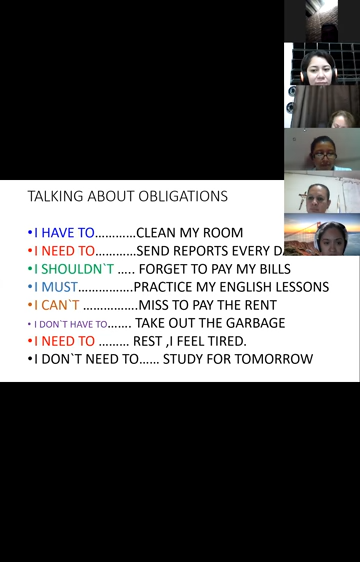 TALKING ABOUT OBLIGATIONS
•I HAVE TO…………CLEAN MY ROOM
•I NEED TO…………SEND REPORTS EVERY
•I SHOULDN`T ….. FORGET TO PAY MY BILLS
•I MUST……………..PRACTICE MY ENGLISH LESSONS
•I CAN`T ……………..MISS TO PAY THE RENT
•I DON`T HAVE TO……. TAKE OUT THE GARBAGE
•I NEED TO ……… REST ,I FEEL TIRED.
•I DON`T NEED TO…… STUDY FOR TOMORROW